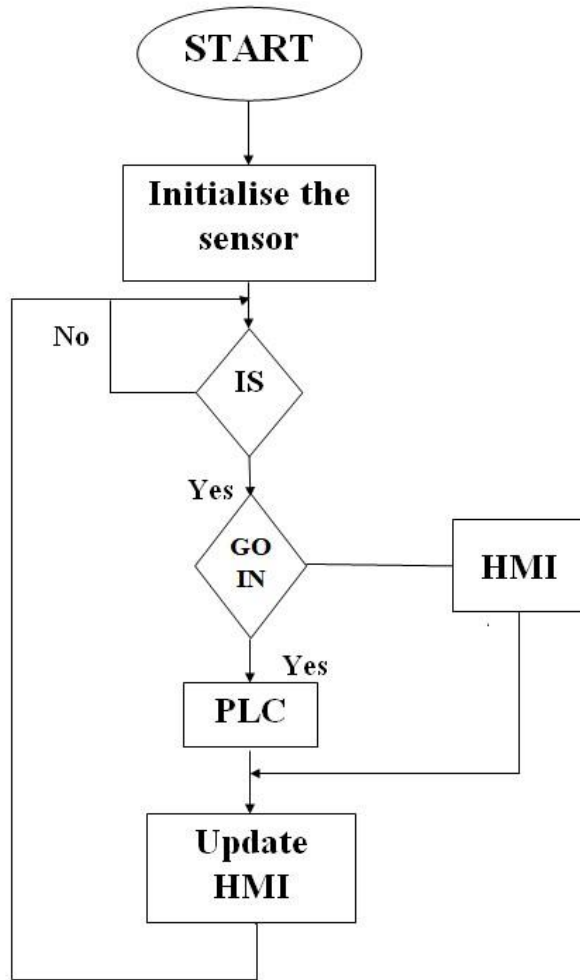 START
Initialise the
sensor
No
IS
Yes
GO
IN
HMI
Yes
PLC
Update
HMI